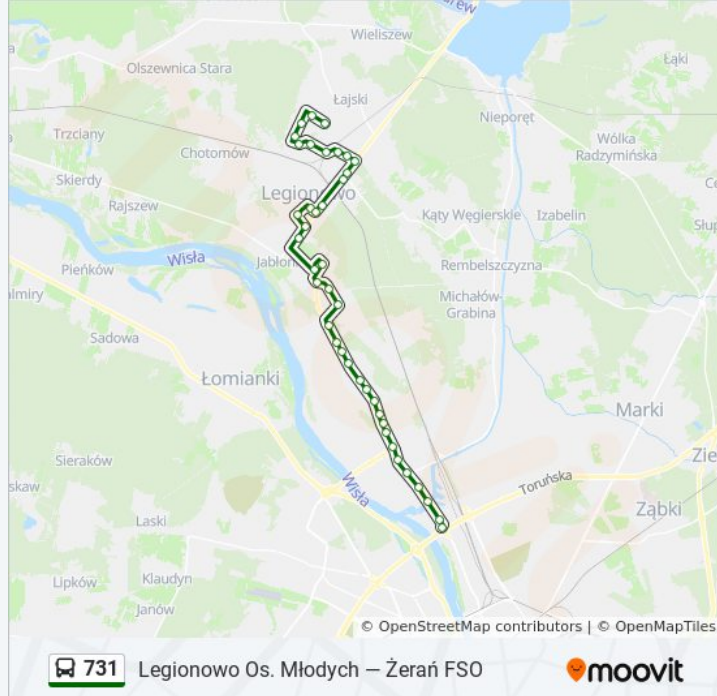 Wieliszew
Olszewnica Stara
Łąki
Łajski
Nieporęt
Trzciany
Chotomów
Wólka
Radzymińska
Skierdy
Legionowo
Rajszew
Kąty Węgierskie
Izabelin
Wisła
Jabłon
Rembelszczyzna
Pieńków
Michałów-
Grabina
Sadowa
Łomianki
Marki
Sieraków
Wisła
Toruńska
Laski
Ząbki
Lipków
Klaudyn
Janów
© OpenStreetMap contributors | © OpenMapTiles
731 Legionowo Os. Młodych — Żerań FSO moovit